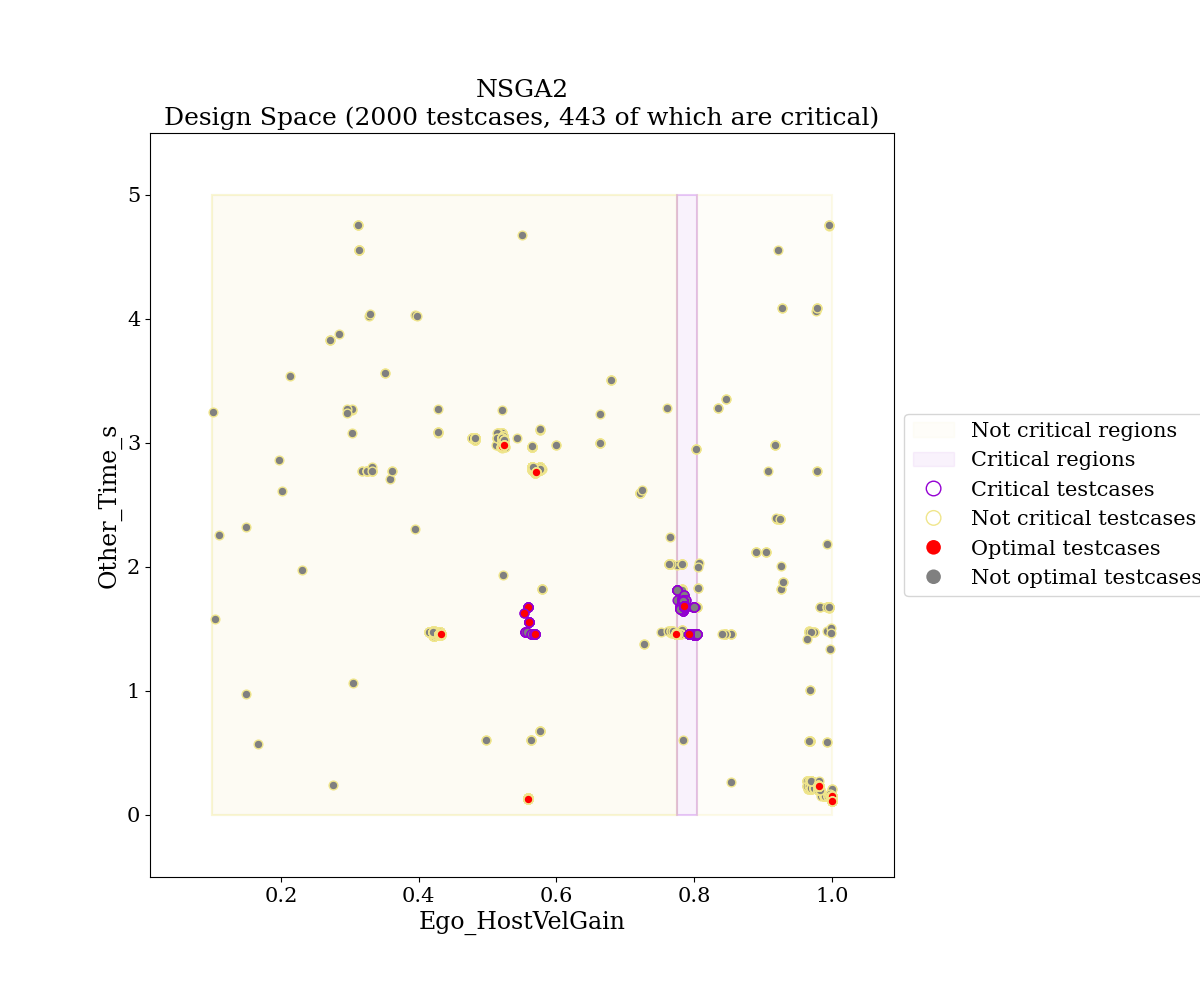 NSGA2
Design Space (2000 testcases, 443 of which are critical)
Other_Time_s
5
4
3
2
1
0
0.2
0.4
0.6
0.8
1.0
Ego_HostVelGain
Not critical regions
Critical regions
Critical testcases
Not critical testcases
Optimal testcases
Not optimal testcases